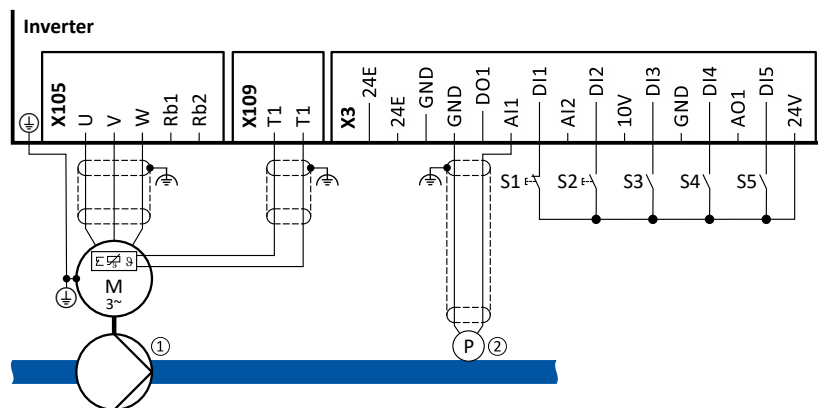 Inverter
X105
U
V
W
Rb1
Rb2
X109
T1
T1
X3
24E
24E
GND
GND
DO1
AI1
DI1
AI2
DI2
10V
DI3
GND
DI4
AO1
DI5
24V
S1
S2
S3
S4
S5
ϑ
M
3~
1
P
2